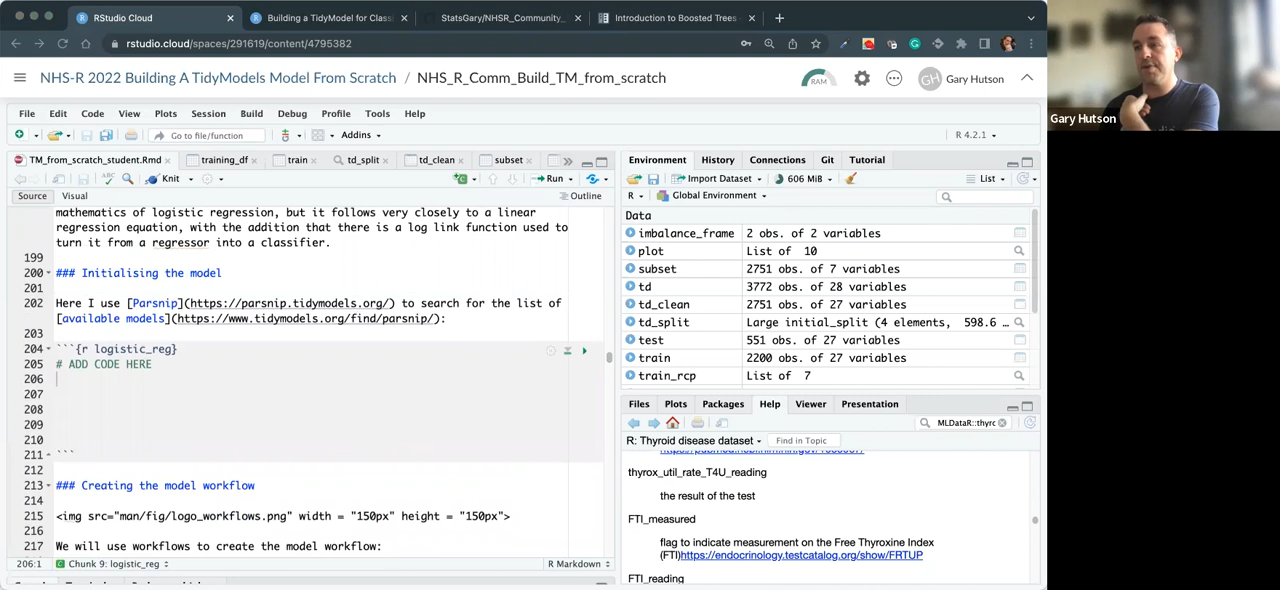 RStudio Cloud
Building a TidyModel for Classi
StatsGary/NHSR_Community_
Introduction to Boosted Trees -
rstudio.cloud/spaces/291619/content/4795382
NHS-R 2022 Building A TidyModels Model From Scratch / NHS_R_Comm_Build_TM_from_scratch
RAM
GH
Gary Hutson
Gary Hutson
File Edit Code View Plots Session Build Debug Profile Tools Help
Go to file/function
Addins
R 4.2.1
TM_from_scratch_student.Rmd
training_df
train
td_split
td_clean
subset
Knit
Run
Source
Visual
Outline
mathematics of logistic regression, but it follows very closely to a linear
regression equation, with the addition that there is a log link function used to
turn it from a regressor into a classifier.
199
200 ### Initialising the model
201
202 Here I use [Parsnip](https://parsnip.tidymodels.org/) to search for the list of
[available models](https://www.tidymodels.org/find/parsnip/):
203
204 ```{r logistic_reg}
205 # ADD CODE HERE
206
207
208
209
210
211 ```
212
213 ### Creating the model workflow
214
215 <img src="man/fig/logo_workflows.png" width = "150px" height = "150px">
216
217 We will use workflows to create the model workflow:
206:1
Chunk 9: logistic_reg
R Markdown
Environment History Connections Git Tutorial
Import Dataset
606 MiB
List
R
Global Environment
Data
imbalance_frame 2 obs. of 2 variables
plot List of 10
subset 2751 obs. of 7 variables
td 3772 obs. of 28 variables
td_clean 2751 obs. of 27 variables
td_split Large initial_split (4 elements, 598.6 ...
test 551 obs. of 27 variables
train 2200 obs. of 27 variables
train_rcp List of 7
Files Plots Packages Help Viewer Presentation
MLDataR::thyrc
R: Thyroid disease dataset
Find in Topic
thyrox_util_rate_T4U_reading
the result of the test
FTI_measured
flag to indicate measurement on the Free Thyroxine Index
(FTI)https://endocrinology.testcatalog.org/show/FRTUP
FTI_reading